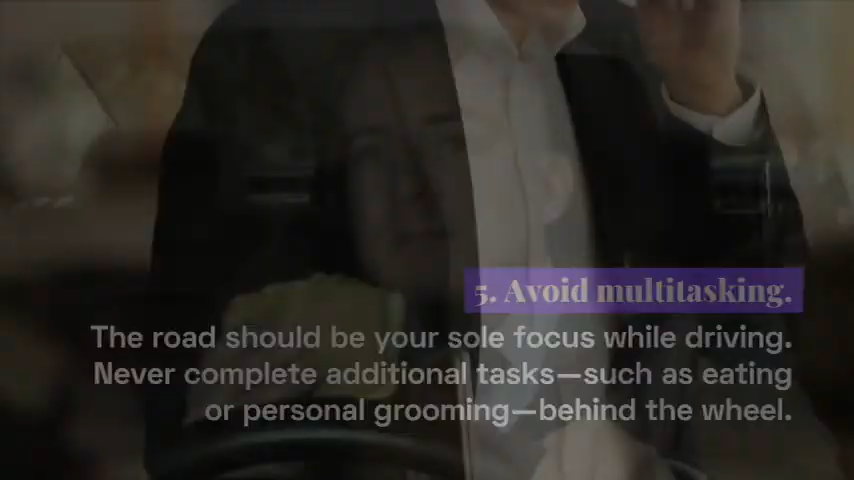 5. Avoid multitasking.
The road should be your sole focus while driving.
Never complete additional tasks—such as eating
or personal grooming—behind the wheel.